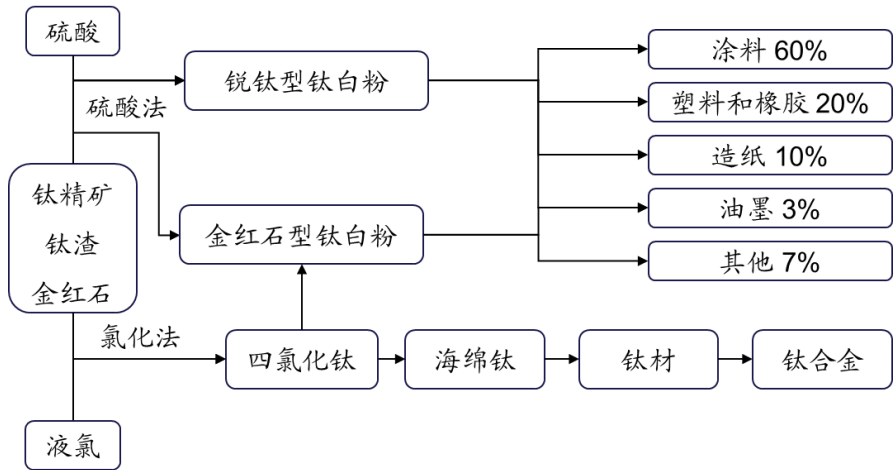 硫酸
锐钛型钛白粉
硫酸法
钛精矿
钛渣
金红石
金红石型钛白粉
氯化法
四氯化钛
海绵钛
钛材
钛合金
液氯
涂料 60%
塑料和橡胶 20%
造纸 10%
油墨 3%
其他 7%